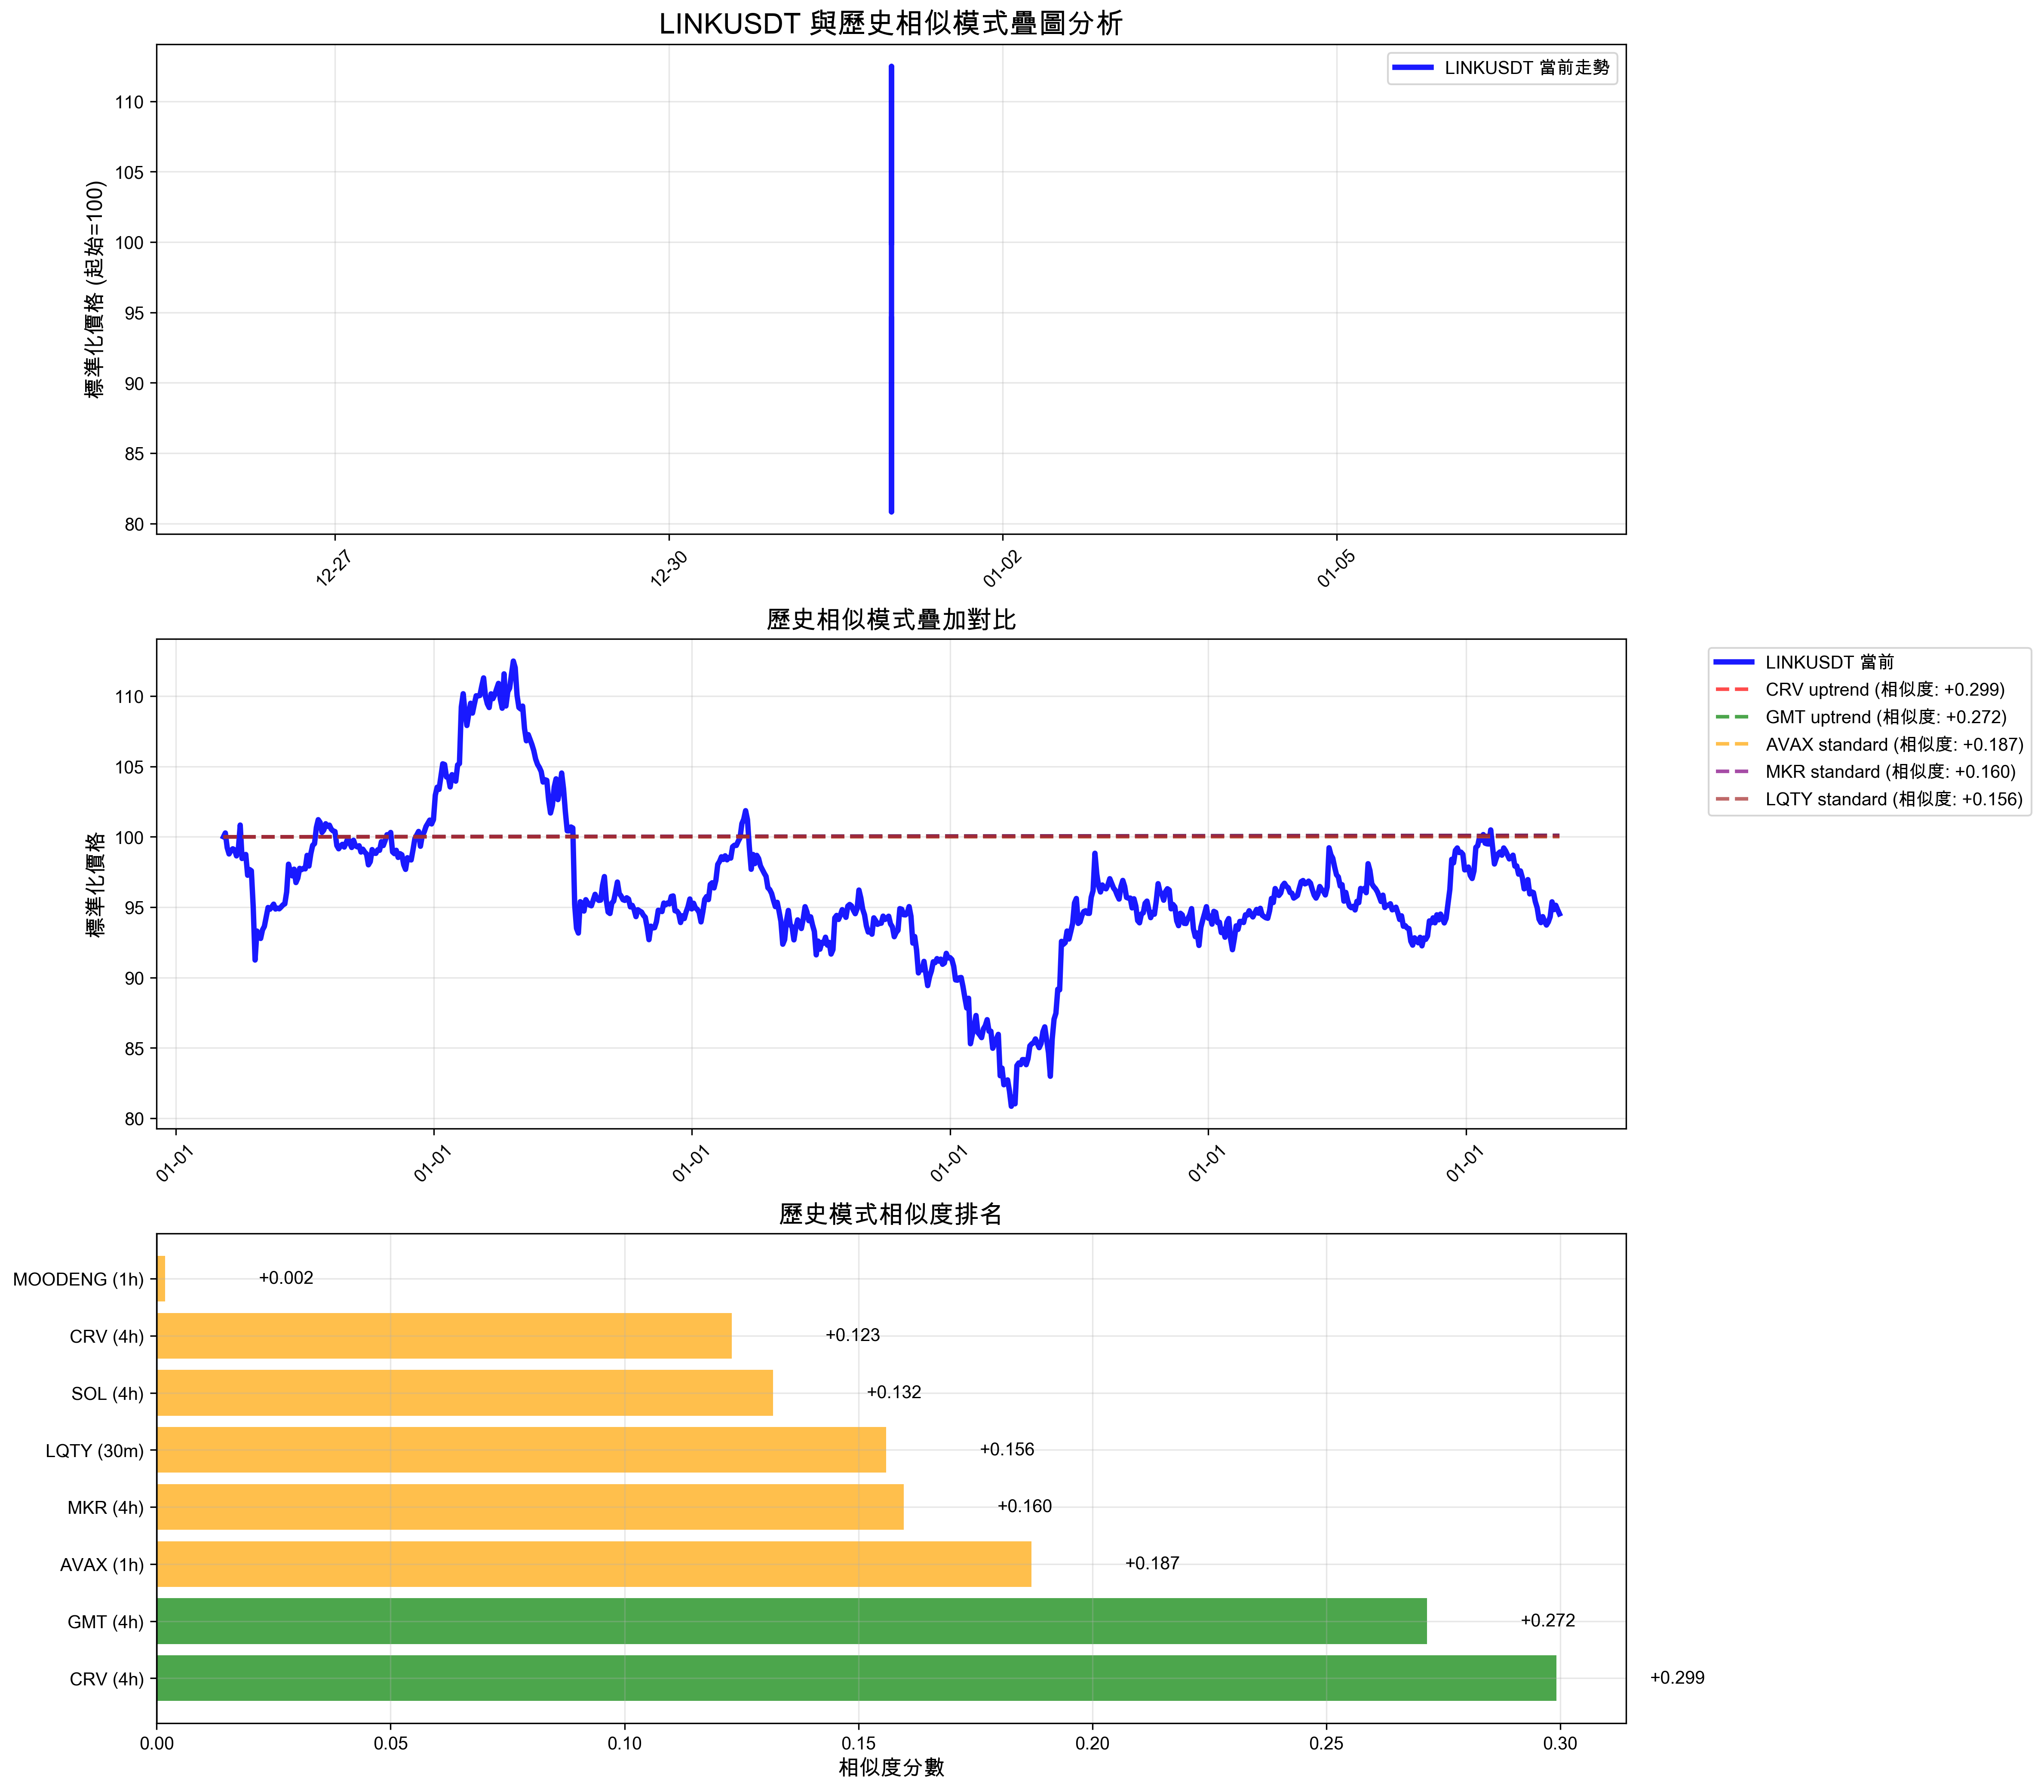 LINKUSDT 與歷史相似模式疊圖分析
LINKUSDT 當前走勢
標準化價格 (起始=100)
110
105
100
95
90
85
80
12-27
12-30
01-02
01-05
歷史相似模式疊加對比
LINKUSDT 當前
CRV uptrend (相似度: +0.299)
GMT uptrend (相似度: +0.272)
AVAX standard (相似度: +0.187)
MKR standard (相似度: +0.160)
LQTY standard (相似度: +0.156)
標準化價格
110
105
100
95
90
85
80
01-01
01-01
01-01
01-01
01-01
01-01
歷史模式相似度排名
MOODENG (1h)
+0.002
CRV (4h)
+0.123
SOL (4h)
+0.132
LQTY (30m)
+0.156
MKR (4h)
+0.160
AVAX (1h)
+0.187
GMT (4h)
+0.272
CRV (4h)
+0.299
0.00
0.05
0.10
0.15
0.20
0.25
0.30
相似度分數